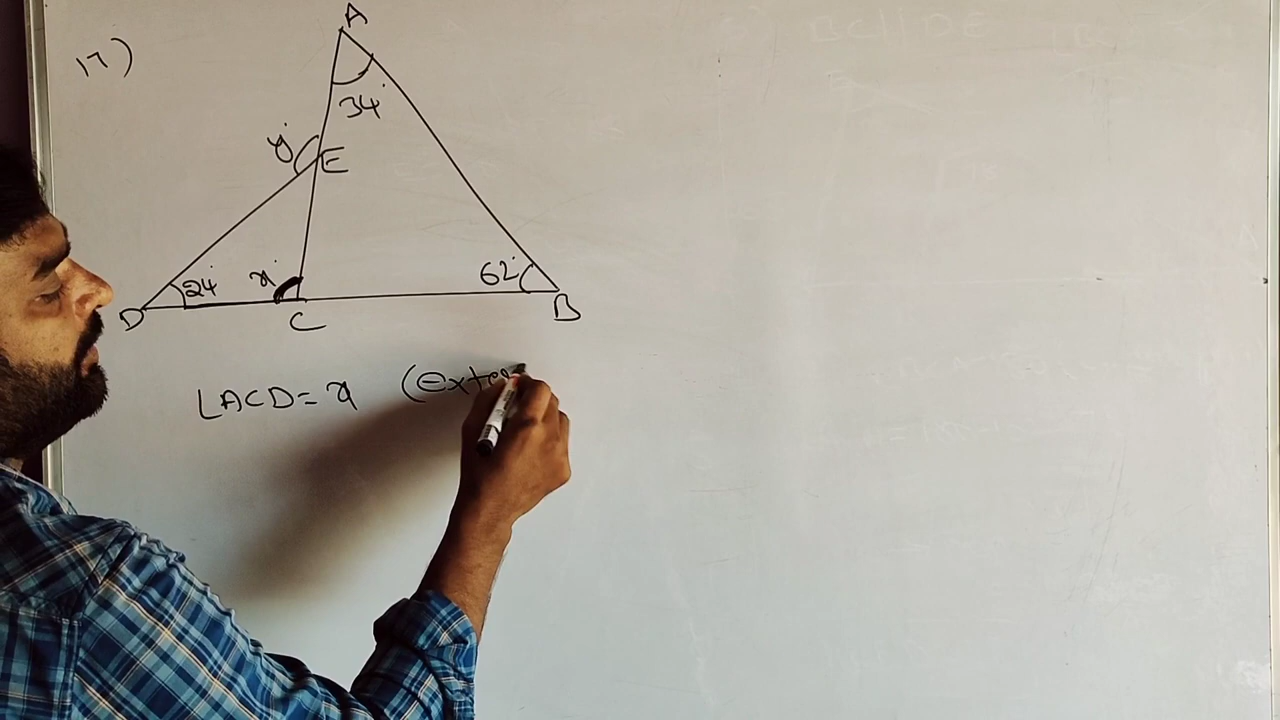 17)
A
34°
y°
E
24°
x°
62°
D
C
B
∠ACD = x (Exter